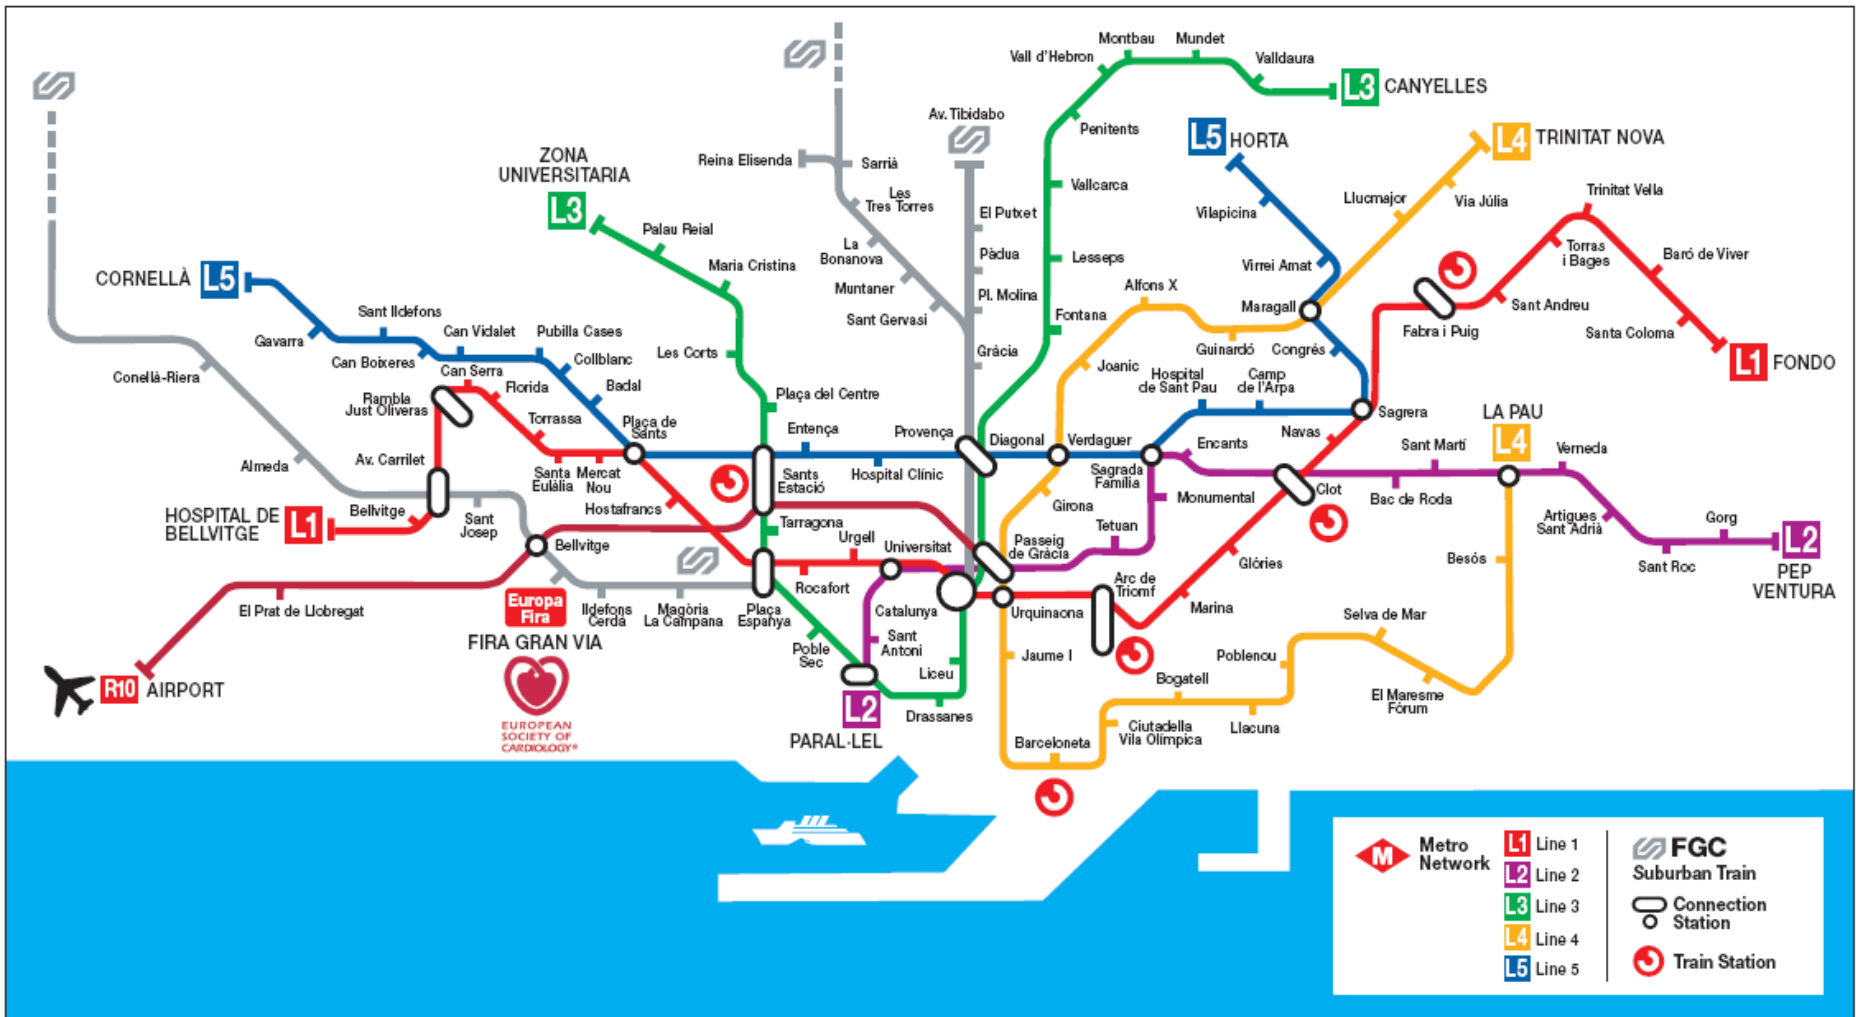 Montbau
Mundet
Vall d'Hebron
Valldaura
L3 CANYELLES
Av. Tibidabo
Penitents
L5 HORTA
L4 TRINITAT NOVA
ZONA
UNIVERSITARIA
L3
Reina Elisenda
Sarrià
Les
Tres Torres
El Putxet
Vallcarca
Vilapicina
Llucmajor
Via Júlia
Trinitat Vella
Palau Reial
La
Bonanova
Pàdua
Lesseps
Virrei Amat
Torras
i Bages
Baró de Viver
CORNELLÀ L5
Maria Cristina
Muntaner
Pl. Molina
Alfons X
Maragall
Sant Andreu
Sant Gervasi
Fontana
Fabra i Puig
Santa Coloma
Gavarra
Sant Ildefons
Can Vidalet
Pubilla Cases
Les Corts
Gràcia
Guinardó
Congrés
L1 FONDO
Can Boixeres
Collblanc
Joanic
Conellà-Riera
Can Serra
Florida
Badal
Hospital
de Sant Pau
Camp
de l'Arpa
Rambla
Just Oliveras
Plaça del Centre
Sagrera
LA PAU
L4
Torrassa
Plaça de
Sants
Entença
Provença
Diagonal
Verdaguer
Encants
Navas
Sant Martí
Verneda
Almeda
Av. Carrilet
Santa
Eulàlia
Mercat
Nou
Sants
Estació
Hospital Clínic
Sagrada
Família
Clot
Bac de Roda
HOSPITAL DE
BELLVITGE
L1
Bellvitge
Sant
Josep
Hostafrancs
Girona
Monumental
Artigues
Sant Adrià
Gorg
L2
Tarragona
Urgell
Universitat
Passeig
de Gràcia
Tetuan
Bellvitge
Glòries
Besós
Sant Roc
PEP
VENTURA
El Prat de Llobregat
Europa
Fira
Ildefons
Cerda
Magòria
La Campana
Plaça
Espanya
Rocafort
Catalunya
Urquinaona
Arc de
Triomf
Marina
FIRA GRAN VIA
Poble
Sec
Sant
Antoni
Liceu
Jaume I
Selva de Mar
Poblenou
R10 AIRPORT
Bogatell
El Maresme
Fórum
EUROPEAN
SOCIETY OF
CARDIOLOGY®
L2
PARAL·LEL
Drassanes
Barceloneta
Ciutadella
Vila Olímpica
Llacuna
M
Metro
Network
L1 Line 1
L2 Line 2
L3 Line 3
L4 Line 4
L5 Line 5
FGC
Suburban Train
Connection
Station
Train Station